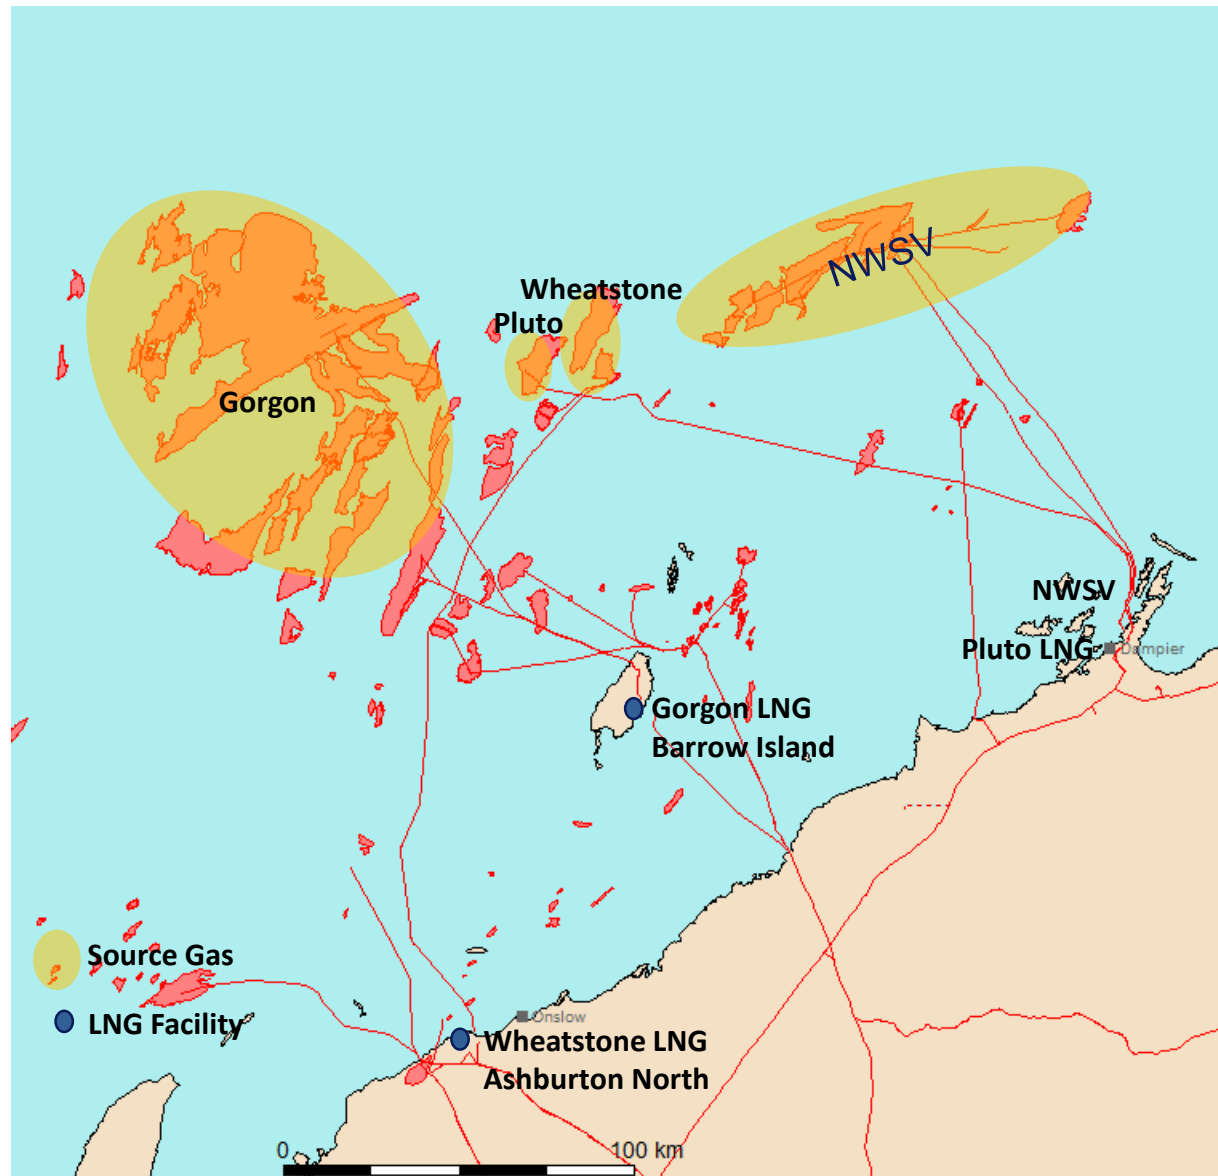 NWSV
Wheatstone
Pluto
Gorgon
NWSV
Pluto LNG
Dampier
Gorgon LNG
Barrow Island
Source Gas
LNG Facility
Onslow
Wheatstone LNG
Ashburton North
0
100 km